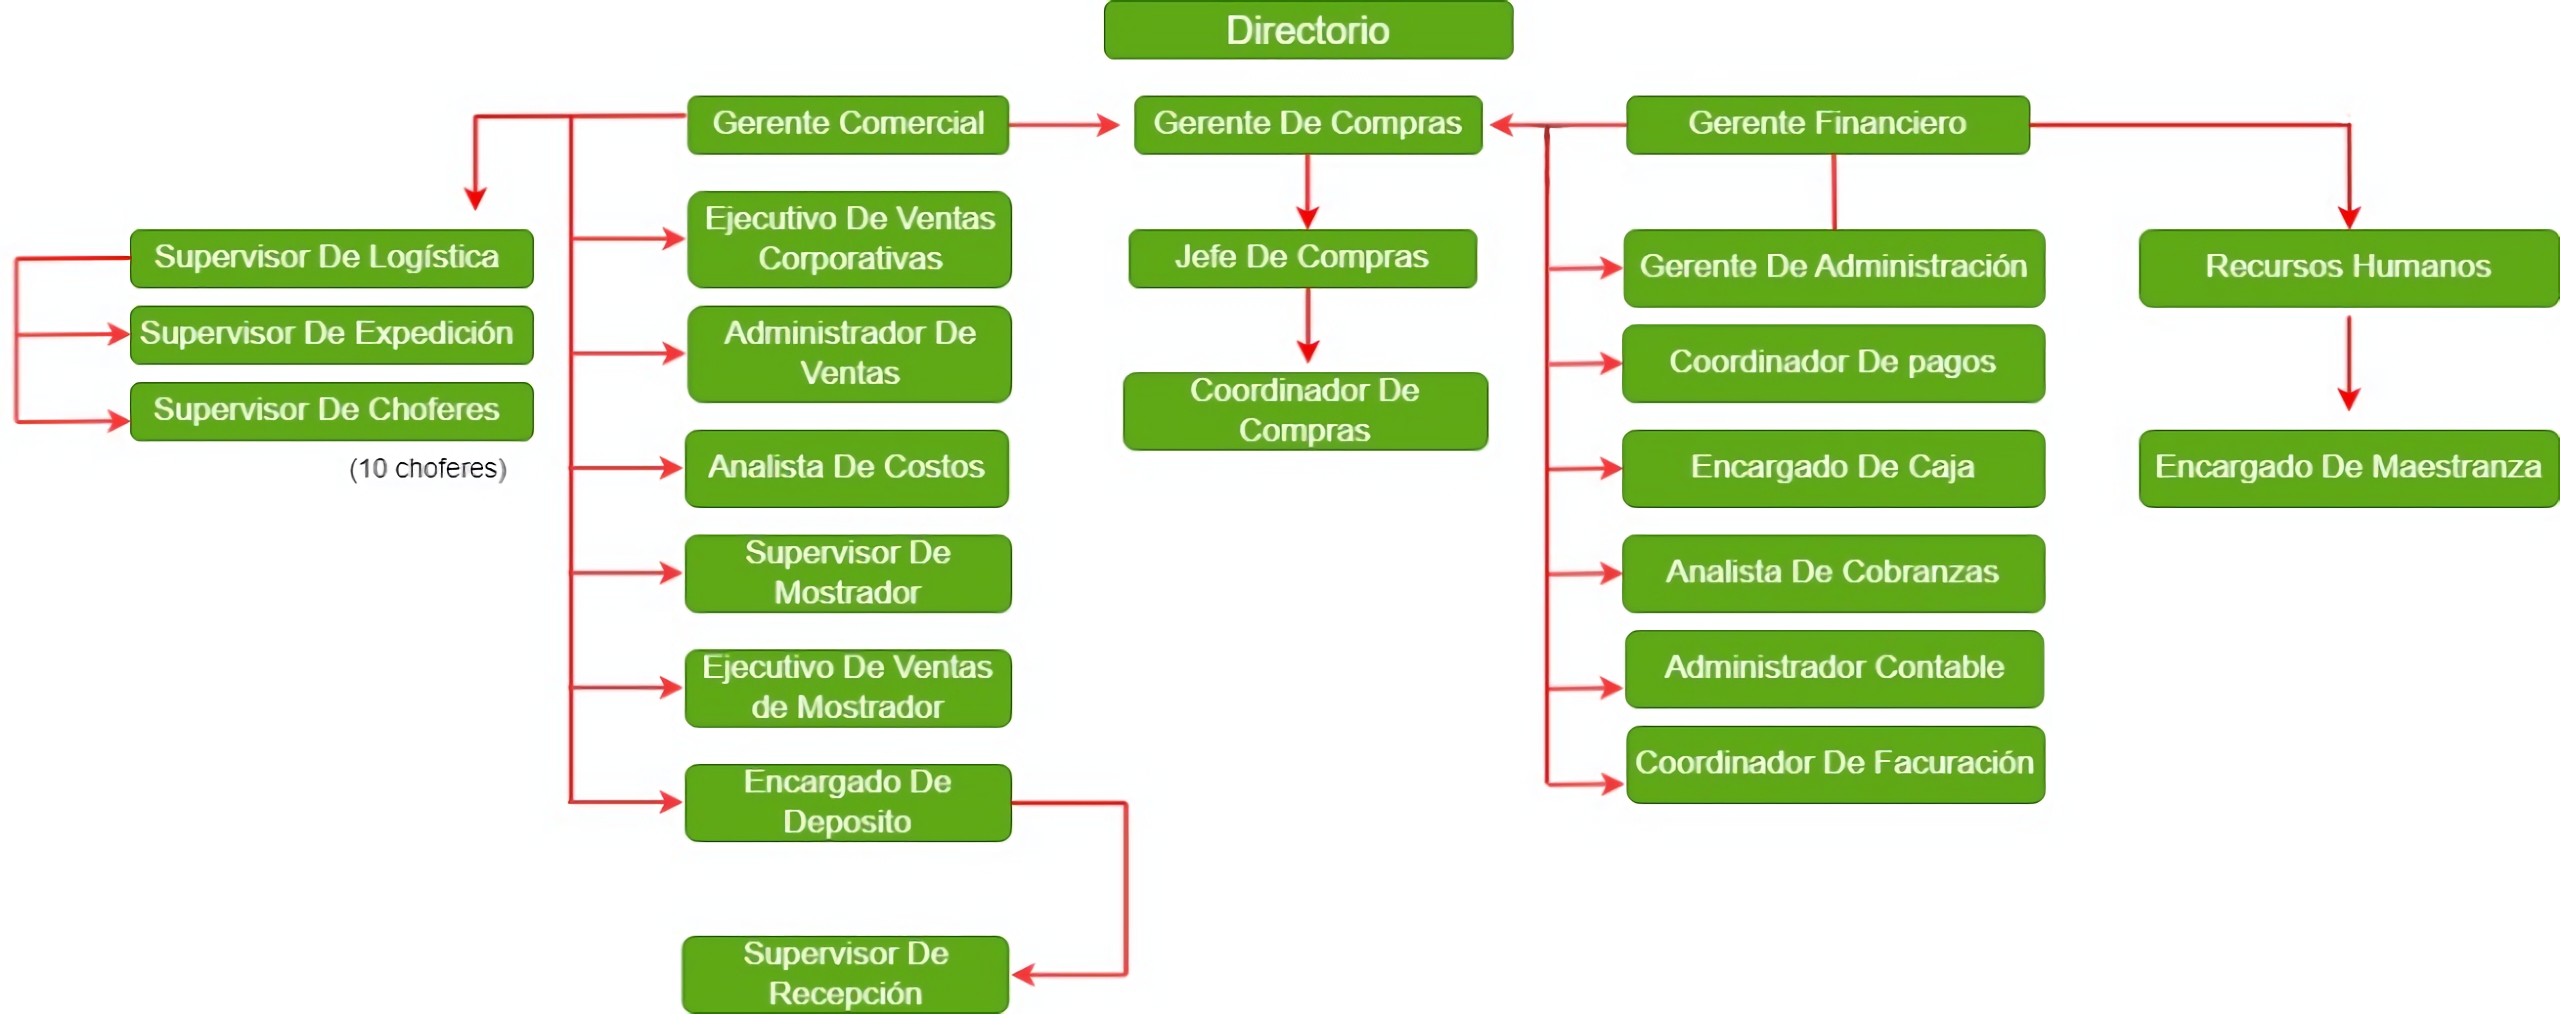 Directorio
Gerente Comercial
Gerente De Compras
Gerente Financiero
Supervisor De Logística
Supervisor De Expedición
Supervisor De Choferes
(10 choferes)
Ejecutivo De Ventas
Corporativas
Administrador De
Ventas
Analista De Costos
Supervisor De
Mostrador
Ejecutivo De Ventas
de Mostrador
Encargado De
Deposito
Supervisor De
Recepción
Jefe De Compras
Coordinador De
Compras
Gerente De Administración
Coordinador De pagos
Encargado De Caja
Analista De Cobranzas
Administrador Contable
Coordinador De Facuración
Recursos Humanos
Encargado De Maestranza